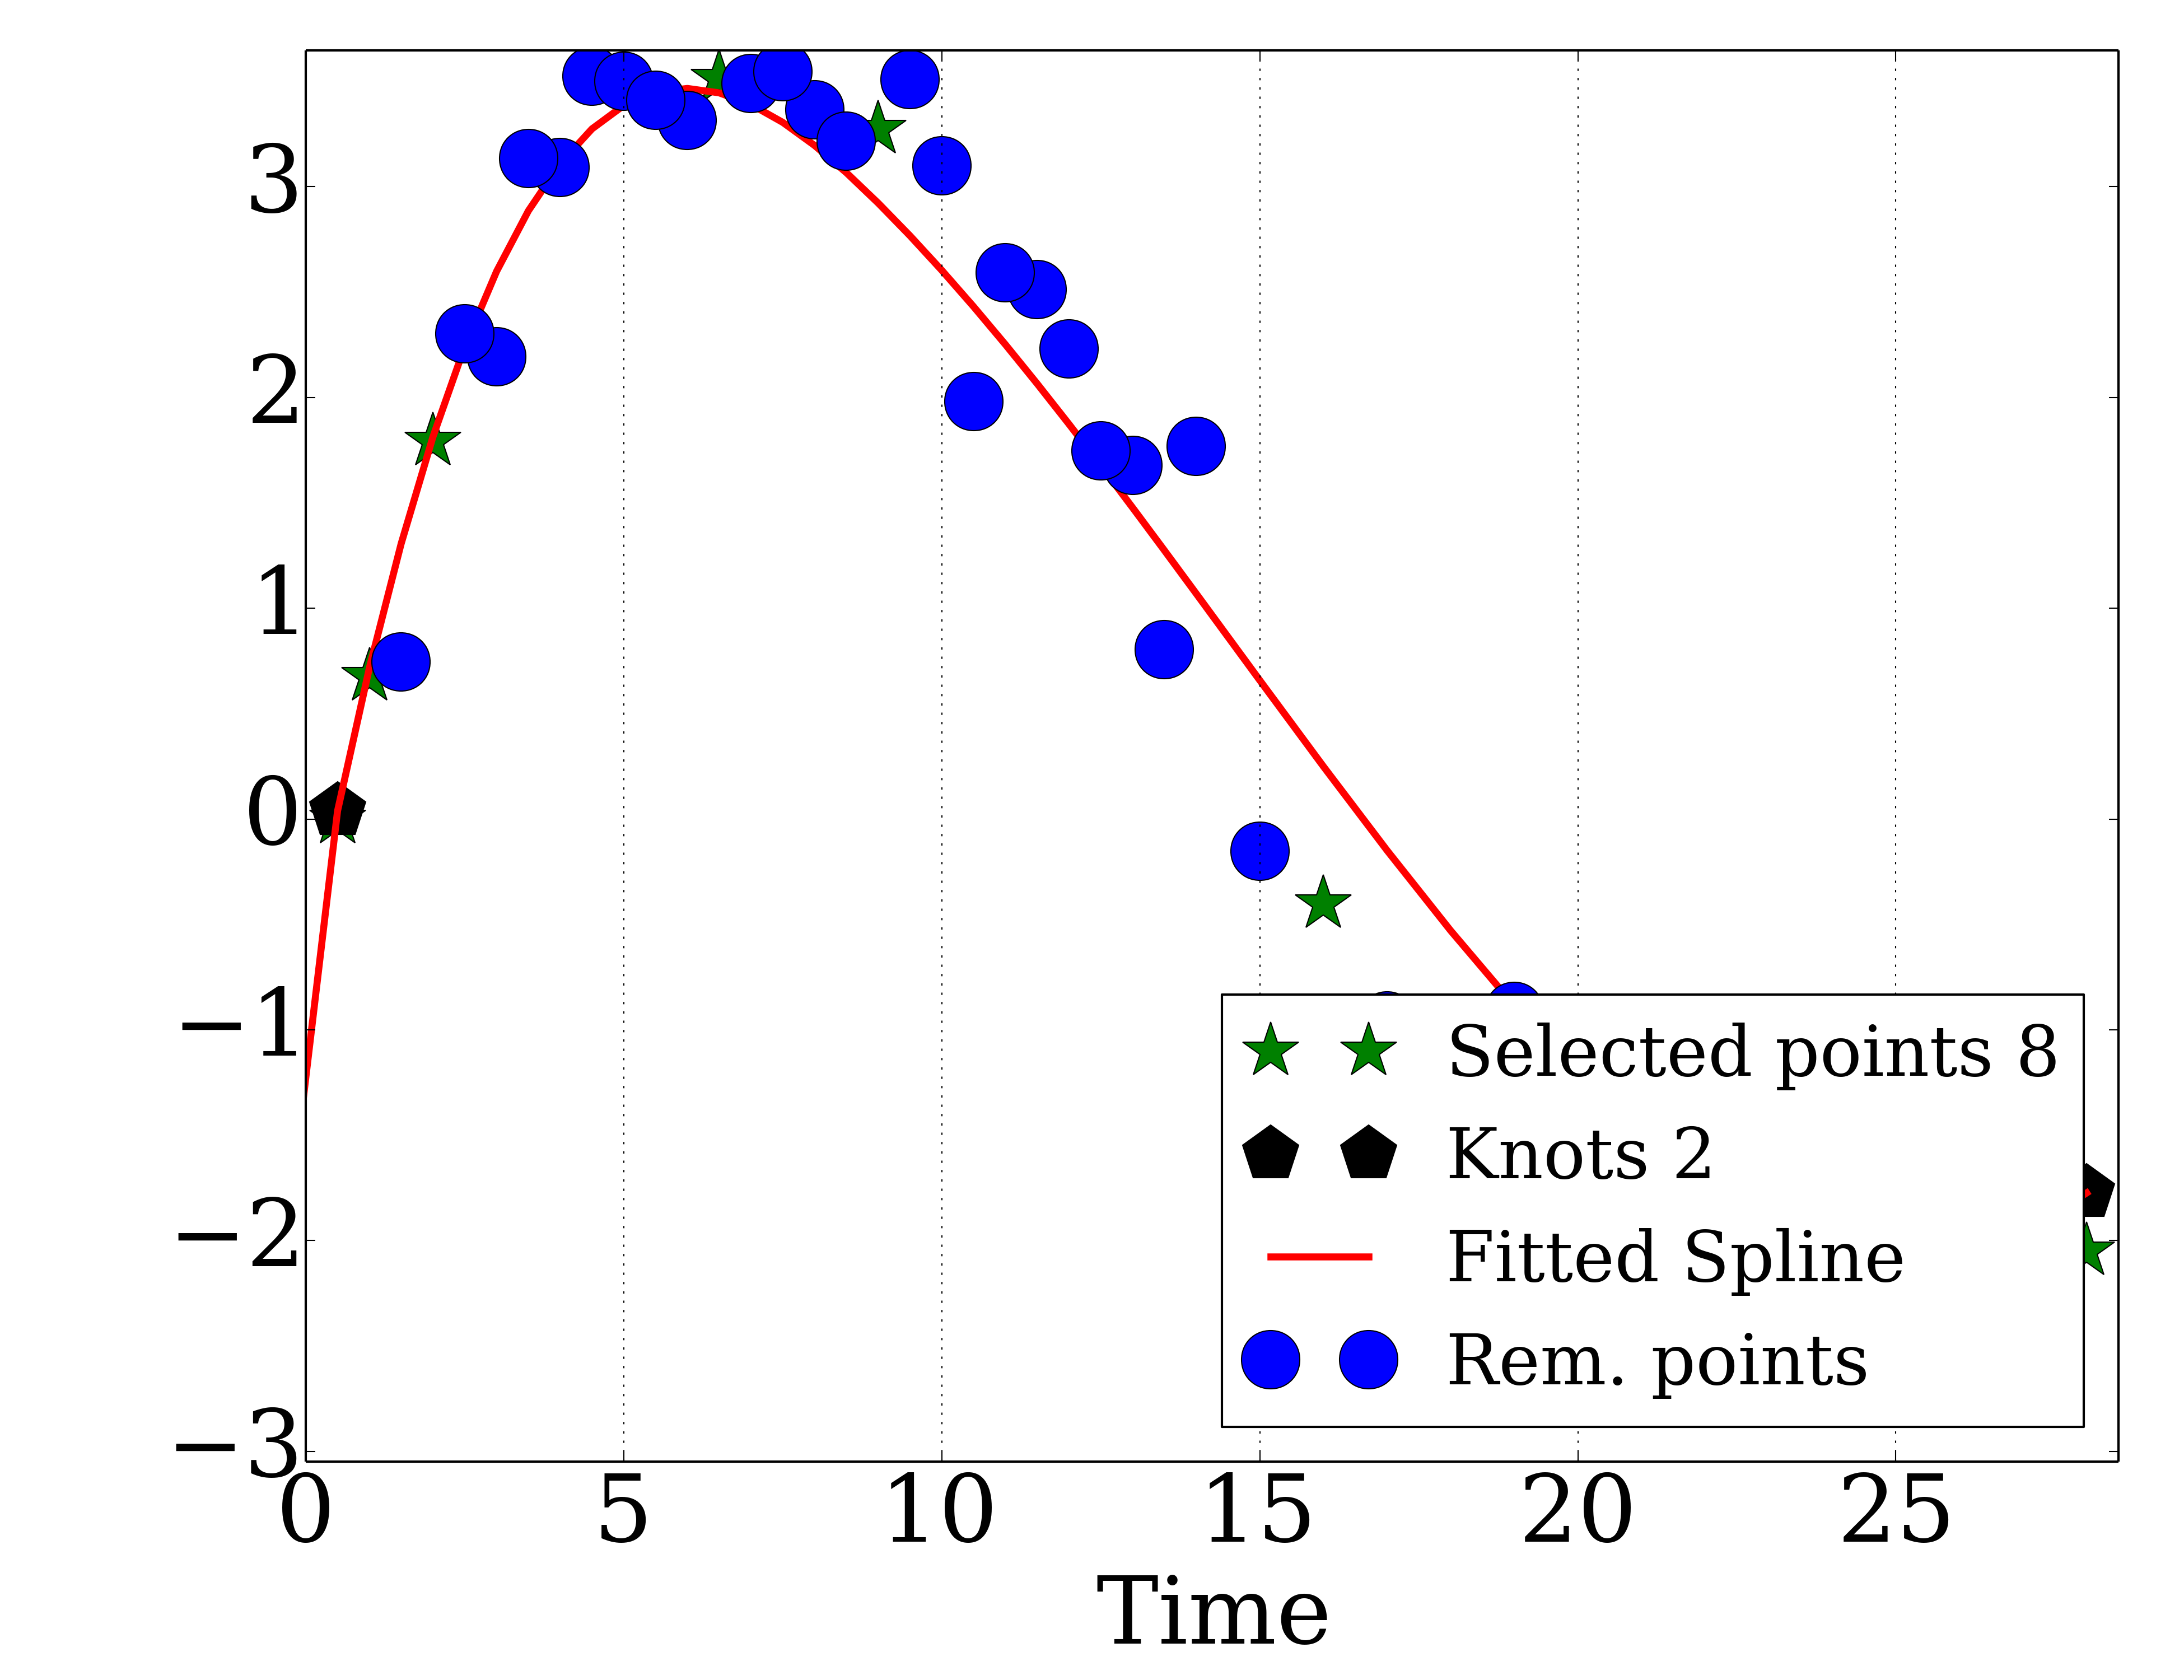 3
2
1
0
−1
−2
−3
0 5 10 15 20 25
Time
Selected points 8
Knots 2
Fitted Spline
Rem. points